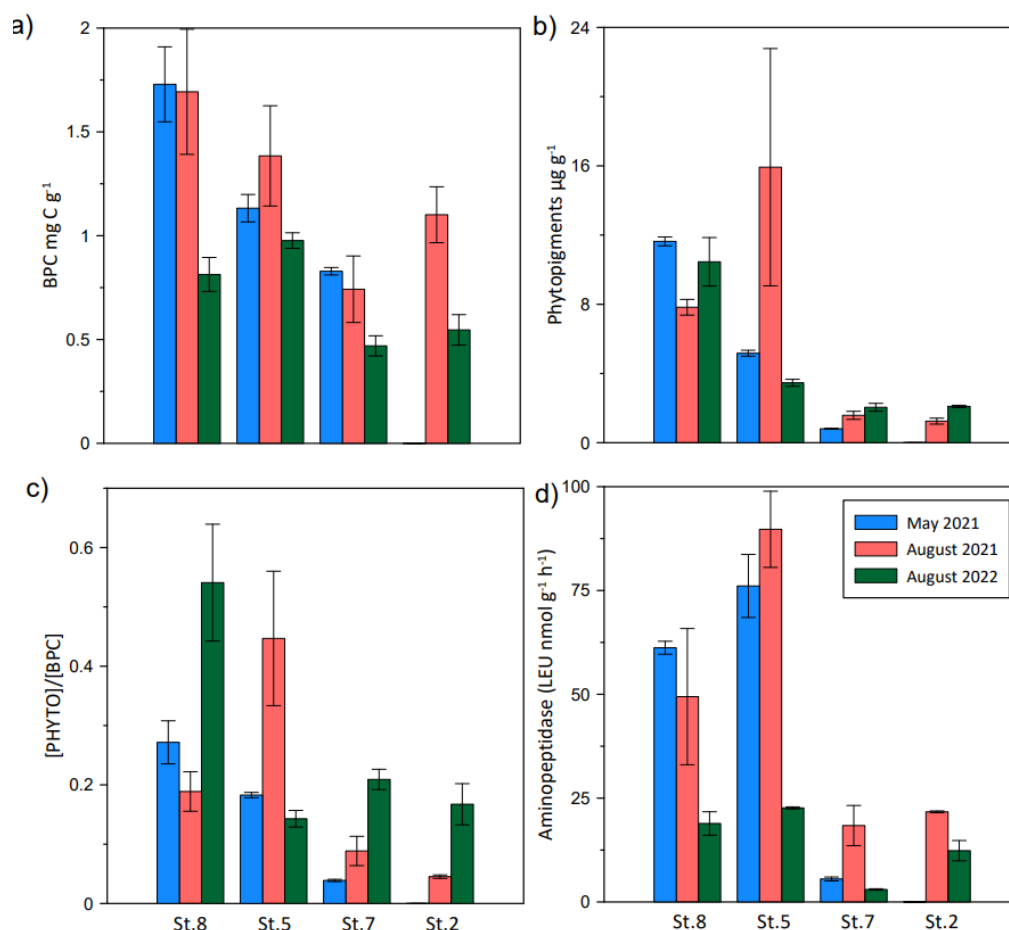 a)
BPC mg C g⁻¹
2
1.5
1
0.5
0
b)
Phytopigments µg g⁻¹
24
16
8
4
0
c)
[PHYTO]/[BPC]
0.6
0.4
0.2
0
St.8 St.5 St.7 St.2
d)
Aminopeptidase (LEU nmol g⁻¹ h⁻¹)
100
75
50
25
0
May 2021
August 2021
August 2022
St.8 St.5 St.7 St.2